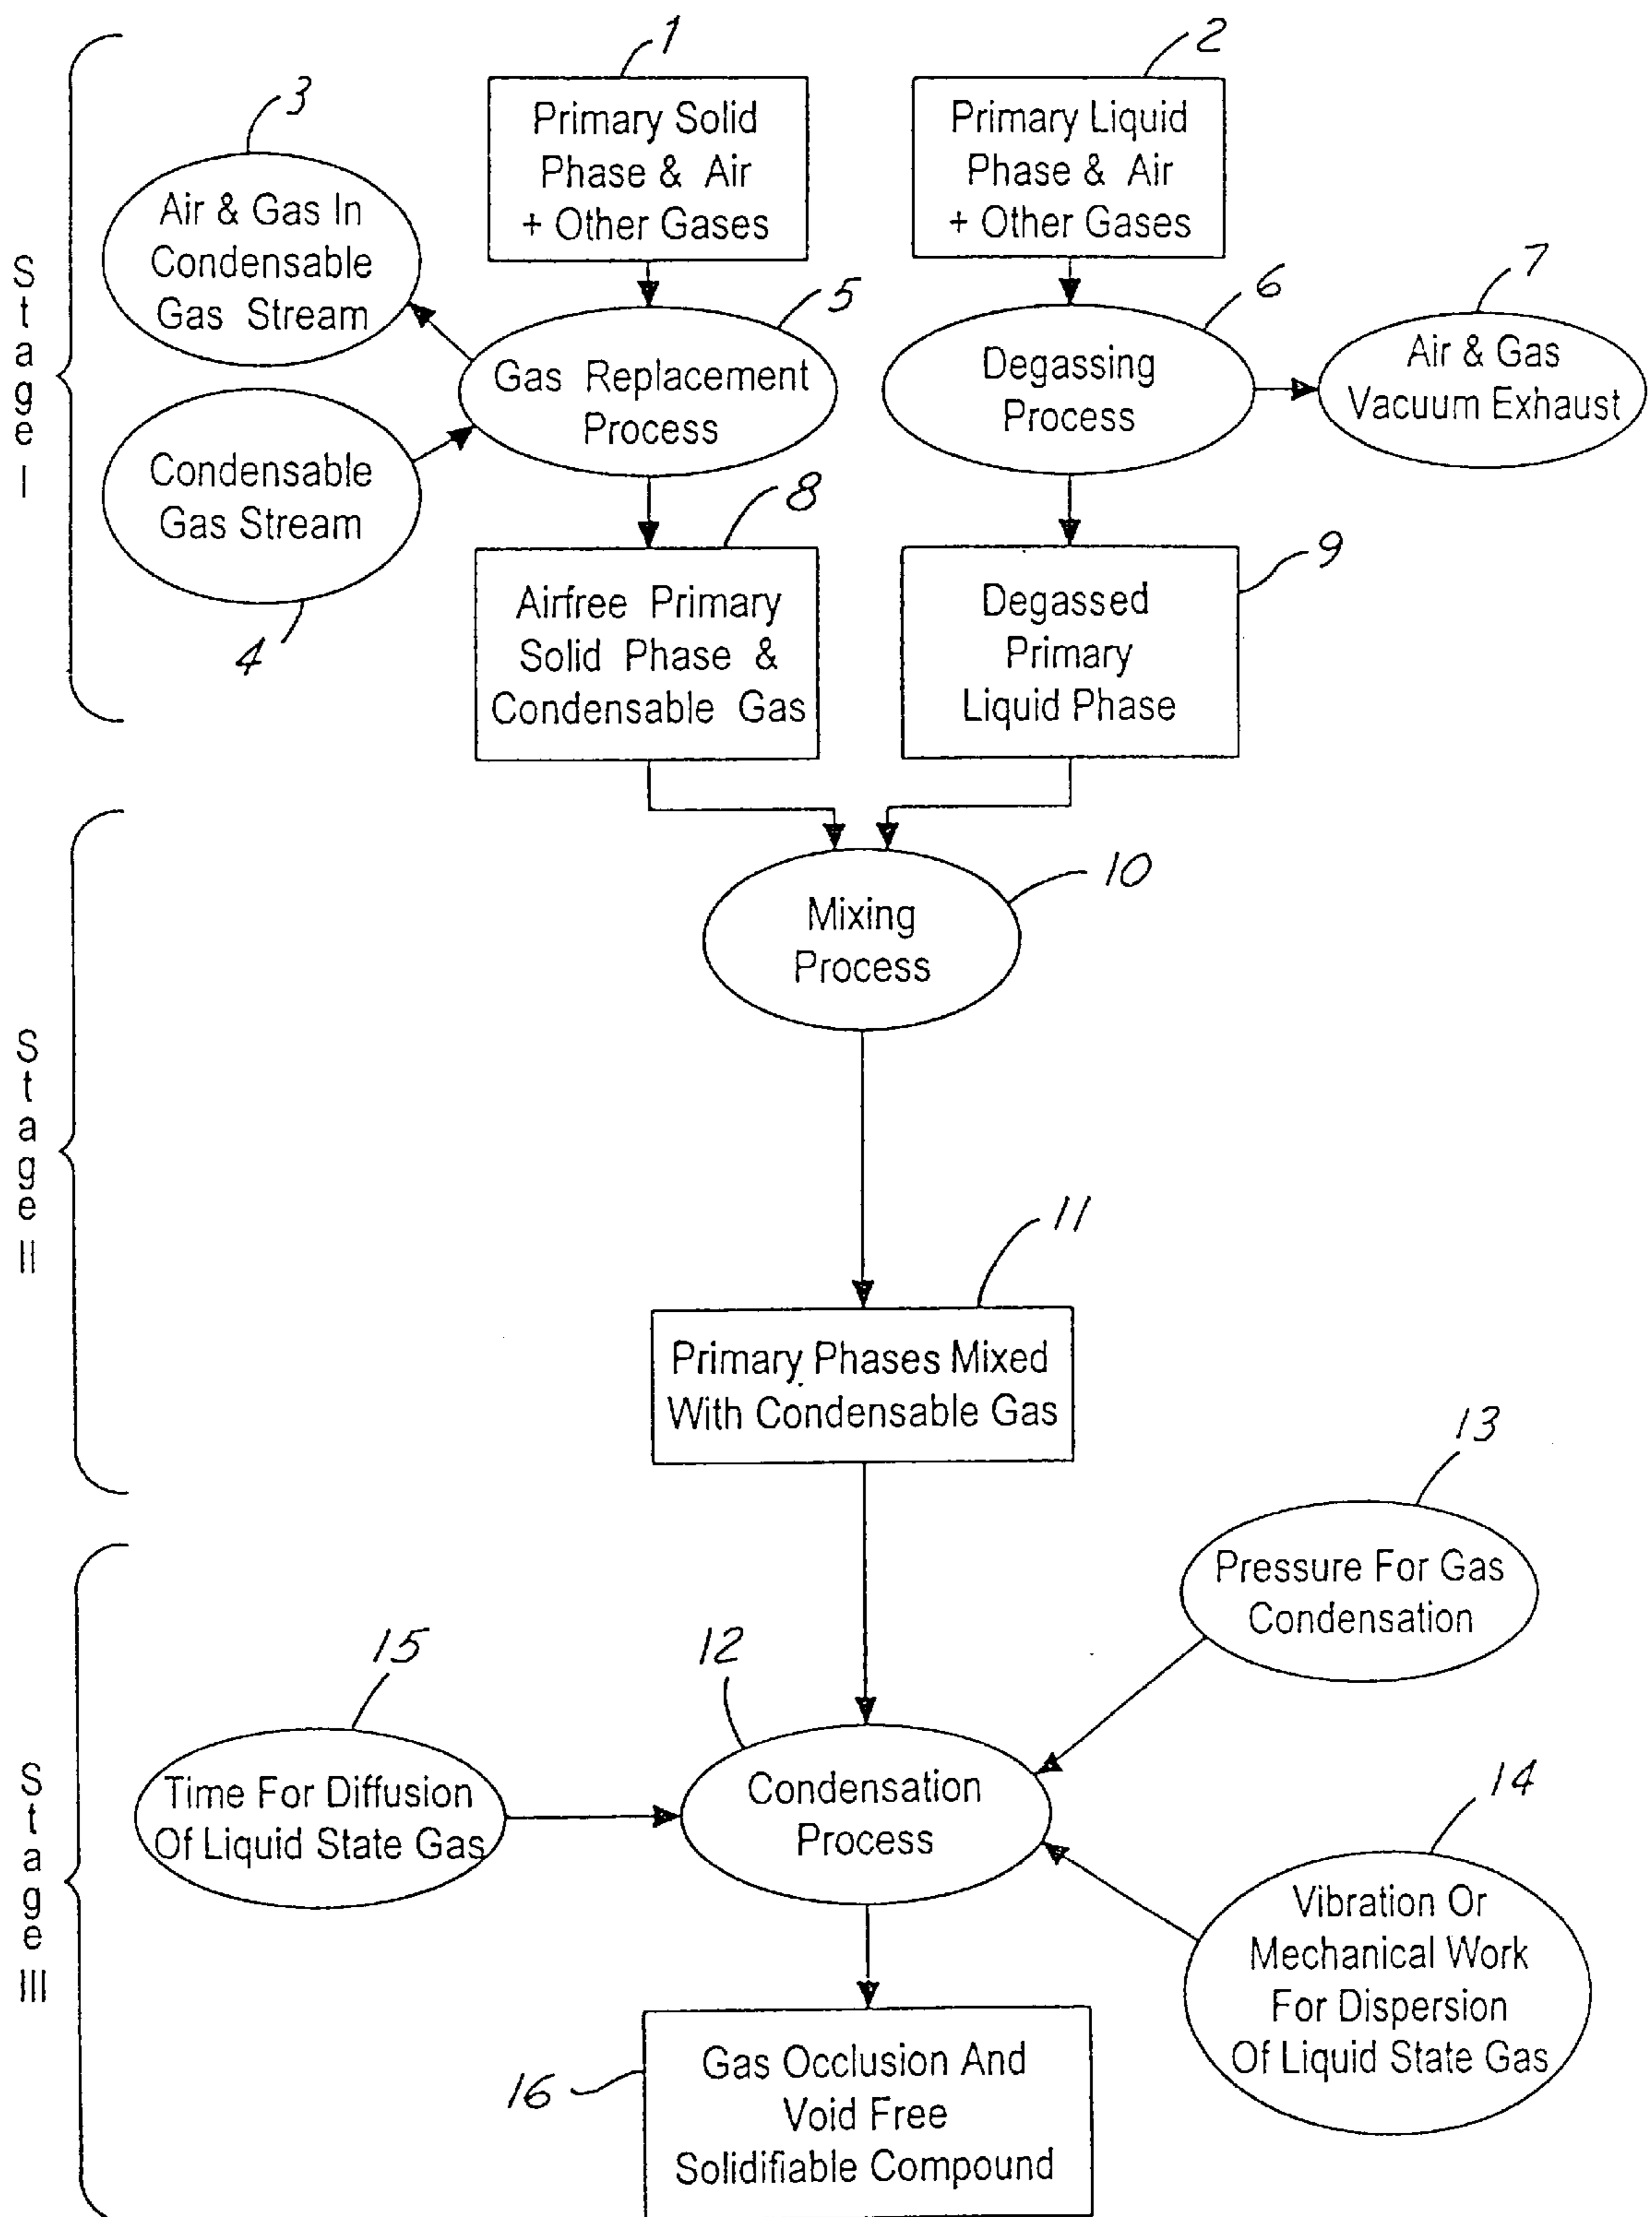 1
2
3
Primary Solid
Phase & Air
+ Other Gases
Primary Liquid
Phase & Air
+ Other Gases
Air & Gas In
Condensable
Gas Stream
Stage I
5
6
7
Gas Replacement
Process
Degassing
Process
Air & Gas
Vacuum Exhaust
Condensable
Gas Stream
4
8
9
Airfree Primary
Solid Phase &
Condensable Gas
Degassed
Primary
Liquid Phase
10
Mixing
Process
Stage II
11
Primary Phases Mixed
With Condensable Gas
13
Pressure For Gas
Condensation
15
12
Time For Diffusion
Of Liquid State Gas
Condensation
Process
14
Stage III
Vibration Or
Mechanical Work
For Dispersion
Of Liquid State Gas
16
Gas Occlusion And
Void Free
Solidifiable Compound